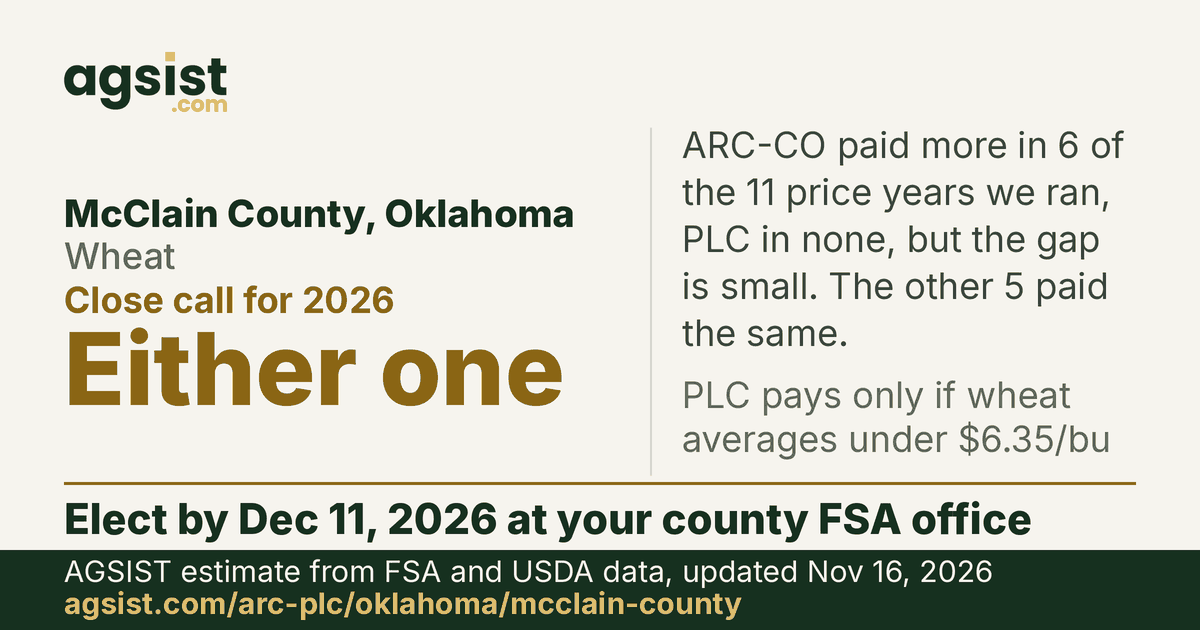 agsist
.com
McClain County, Oklahoma
Wheat
Close call for 2026
Either one
ARC-CO paid more in 6 of
the 11 price years we ran,
PLC in none, but the gap
is small. The other 5 paid
the same.
PLC pays only if wheat
averages under $6.35/bu
Elect by Dec 11, 2026 at your county FSA office
AGSIST estimate from FSA and USDA data, updated Nov 16, 2026
agsist.com/arc-plc/oklahoma/mcclain-county